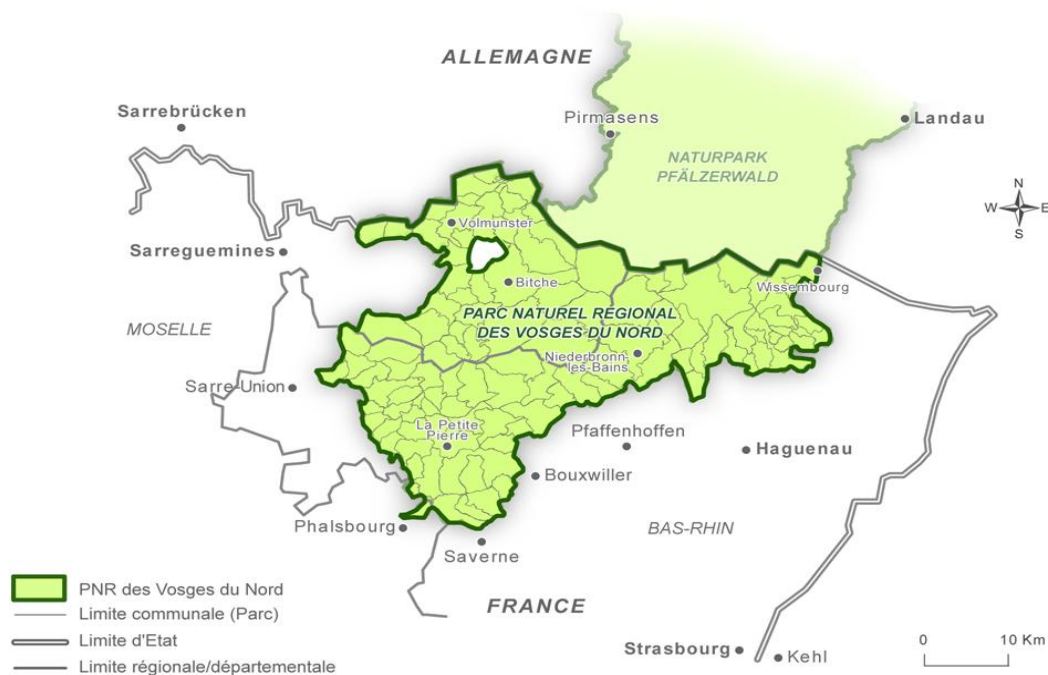 ALLEMAGNE
Sarrebrücken
Pirmasens
Landau
NATURPARK
PFÄLZERWALD
N
W E
S
Volmunster
Sarreguemines
Bitche
Wissembourg
MOSELLE
PARC NATUREL REGIONAL
DES VOSGES DU NORD
Niederbronn-
les-Bains
Sarre-Union
La Petite
Pierre
Pfaffenhoffen
Haguenau
Bouxwiller
Phalsbourg
BAS-RHIN
Saverne
PNR des Vosges du Nord
Limite communale (Parc)
FRANCE
Limite d'Etat
0 10 Km
Strasbourg
Kehl
Limite régionale/départementale